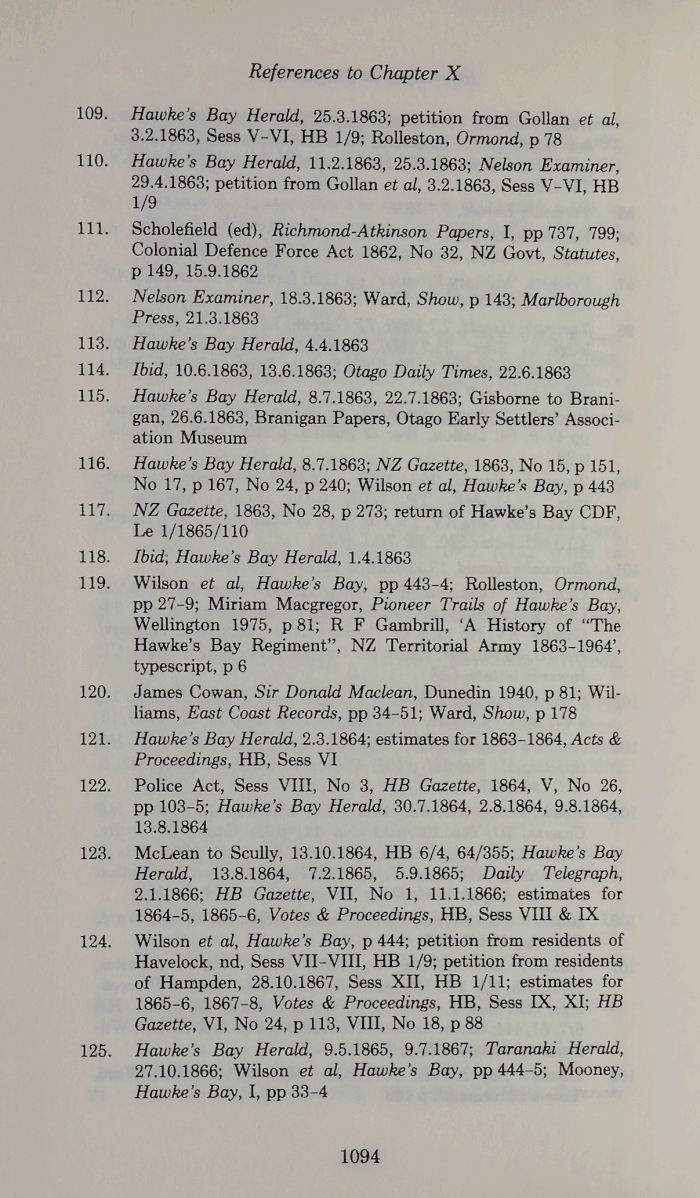 References to Chapter X
109. Hawke's Bay Herald, 25.3.1863; petition from Gollan et al,
3.2.1863, Sess V-VI, HB 1/9; Rolleston, Ormond, p 78
110. Hawke's Bay Herald, 11.2.1863, 25.3.1863; Nelson Examiner,
29.4.1863; petition from Gollan et al, 3.2.1863, Sess V-VI, HB
1/9
111. Scholefield (ed), Richmond-Atkinson Papers, I, pp 737, 799;
Colonial Defence Force Act 1862, No 32, NZ Govt, Statutes,
p 149, 15.9.1862
112. Nelson Examiner, 18.3.1863; Ward, Show, p 143; Marlborough
Press, 21.3.1863
113. Hawke's Bay Herald, 4.4.1863
114. Ibid, 10.6.1863, 13.6.1863; Otago Daily Times, 22.6.1863
115. Hawke's Bay Herald, 8.7.1863, 22.7.1863; Gisborne to Brani-
gan, 26.6.1863, Branigan Papers, Otago Early Settlers' Associ-
ation Museum
116. Hawke's Bay Herald, 8.7.1863; NZ Gazette, 1863, No 15, p 151,
No 17, p 167, No 24, p 240; Wilson et al, Hawke's Bay, p 443
117. NZ Gazette, 1863, No 28, p 273; return of Hawke's Bay CDF,
Le 1/1865/110
118. Ibid; Hawke's Bay Herald, 1.4.1863
119. Wilson et al, Hawke's Bay, pp 443-4; Rolleston, Ormond,
pp 27-9; Miriam Macgregor, Pioneer Trails of Hawke's Bay,
Wellington 1975, p 81; R F Gambrill, 'A History of "The
Hawke's Bay Regiment", NZ Territorial Army 1863-1964',
typescript, p 6
120. James Cowan, Sir Donald Maclean, Dunedin 1940, p 81; Wil-
liams, East Coast Records, pp 34-51; Ward, Show, p 178
121. Hawke's Bay Herald, 2.3.1864; estimates for 1863-1864, Acts &
Proceedings, HB, Sess VI
122. Police Act, Sess VIII, No 3, HB Gazette, 1864, V, No 26,
pp 103-5; Hawke's Bay Herald, 30.7.1864, 2.8.1864, 9.8.1864,
13.8.1864
123. McLean to Scully, 13.10.1864, HB 6/4, 64/355; Hawke's Bay
Herald, 13.8.1864, 7.2.1865, 5.9.1865; Daily Telegraph,
2.1.1866; HB Gazette, VII, No 1, 11.1.1866; estimates for
1864-5, 1865-6, Votes & Proceedings, HB, Sess VIII & IX
124. Wilson et al, Hawke's Bay, p 444; petition from residents of
Havelock, nd, Sess VII-VIII, HB 1/9; petition from residents
of Hampden, 28.10.1867, Sess XII, HB 1/11; estimates for
1865-6, 1867-8, Votes & Proceedings, HB, Sess IX, XI; HB
Gazette, VI, No 24, p 113, VIII, No 18, p 88
125. Hawke's Bay Herald, 9.5.1865, 9.7.1867; Taranaki Herald,
27.10.1866; Wilson et al, Hawke's Bay, pp 444-5; Mooney,
Hawke's Bay, I, pp 33-4
1094